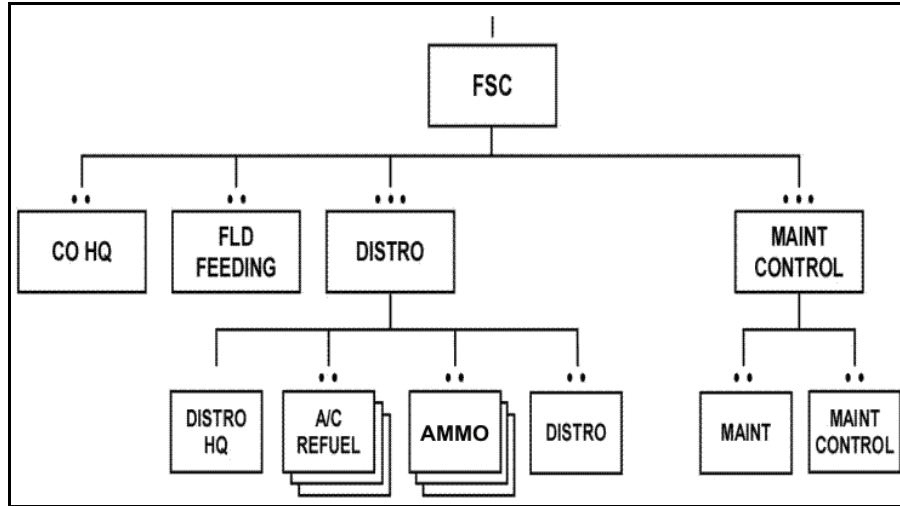 FSC
CO HQ
FLD
FEEDING
DISTRO
MAINT
CONTROL
DISTRO
HQ
A/C
REFUEL
AMMO
DISTRO
MAINT
MAINT
CONTROL